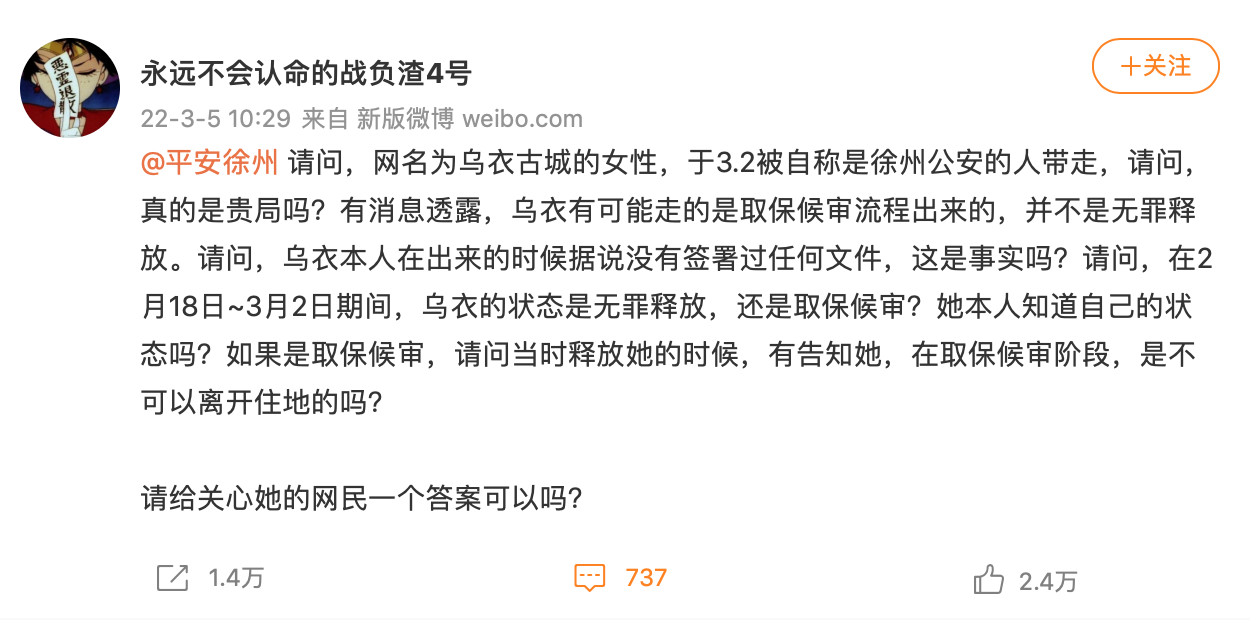 永远不会认命的战负渣4号
＋关注
22-3-5 10:29 来自 新版微博 weibo.com
@平安徐州 请问，网名为乌衣古城的女性，于3.2被自称是徐州公安的人带走，请问，
真的是贵局吗？有消息透露，乌衣有可能走的是取保候审流程出来的，并不是无罪释
放。请问，乌衣本人在出来的时候据说没有签署过任何文件，这是事实吗？请问，在2
月18日~3月2日期间，乌衣的状态是无罪释放，还是取保候审？她本人知道自己的状
态吗？如果是取保候审，请问当时释放她的时候，有告知她，在取保候审阶段，是不
可以离开住地的吗？
请给关心她的网民一个答案可以吗？
1.4万
737
2.4万
恶灵退散